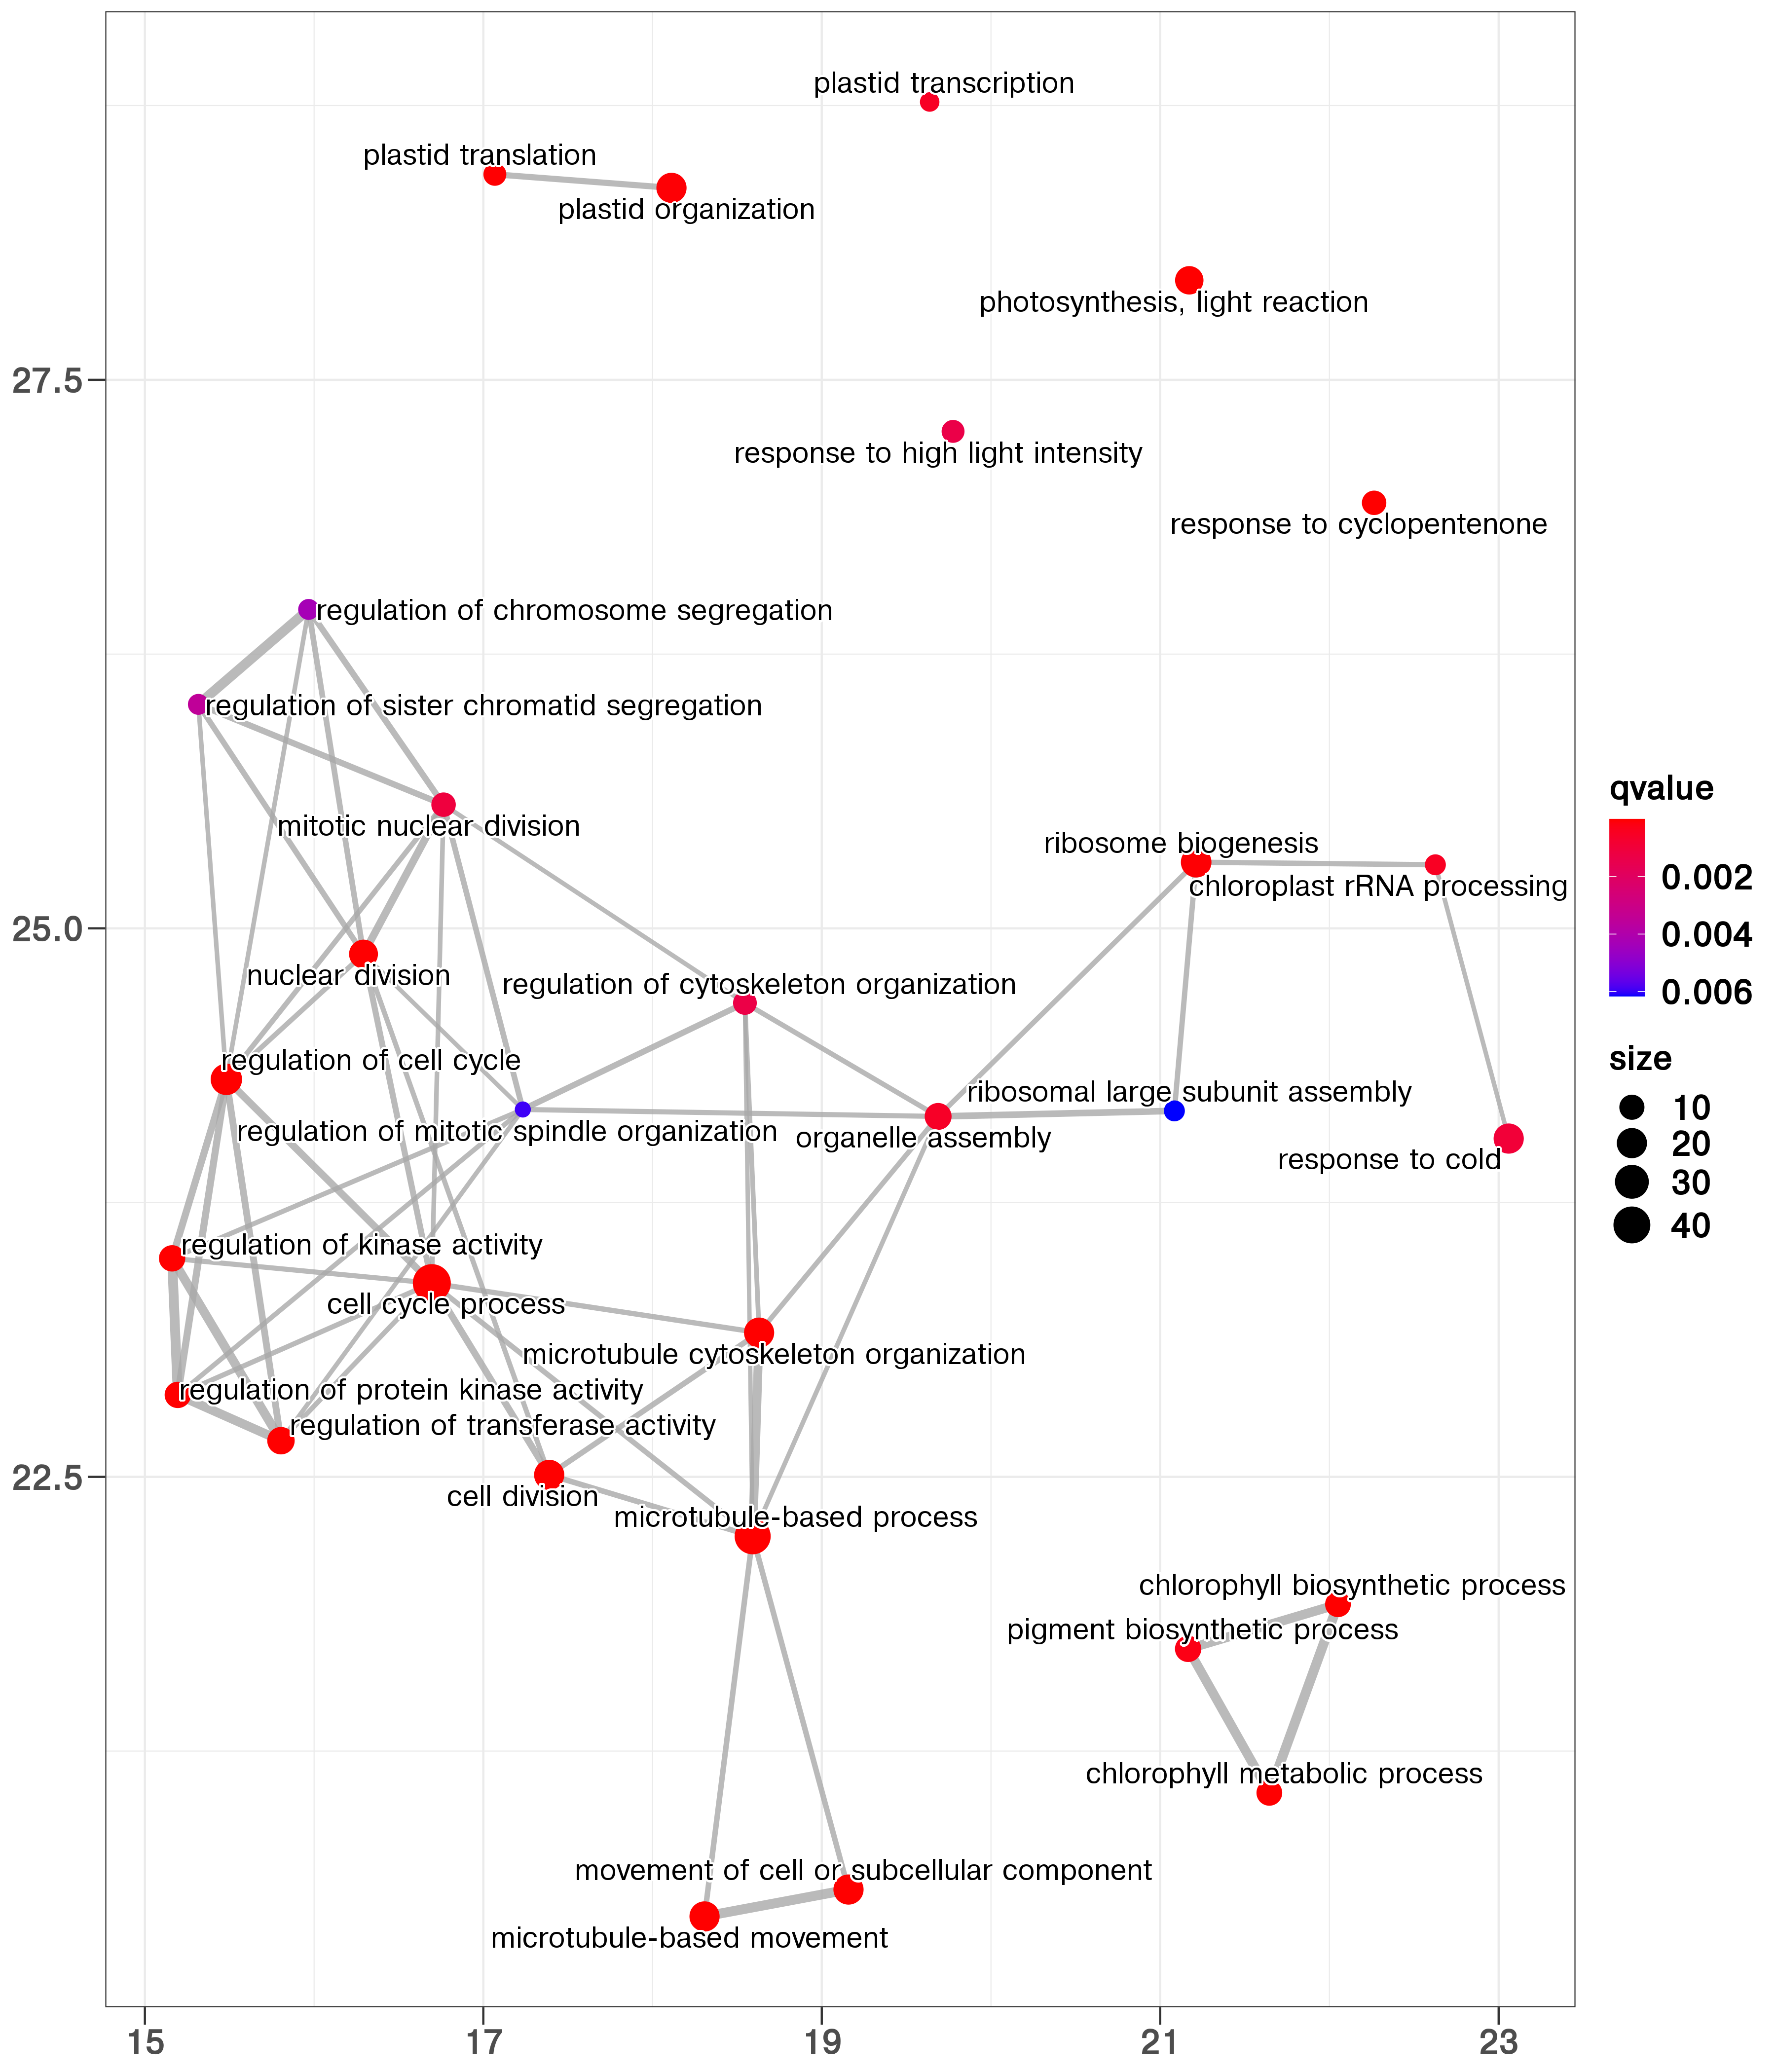 plastid transcription
plastid translation
plastid organization
photosynthesis, light reaction
27.5
response to high light intensity
response to cyclopentenone
regulation of chromosome segregation
regulation of sister chromatid segregation
mitotic nuclear division
ribosome biogenesis
chloroplast rRNA processing
25.0
nuclear division
regulation of cytoskeleton organization
regulation of cell cycle
ribosomal large subunit assembly
regulation of mitotic spindle organization
organelle assembly
response to cold
regulation of kinase activity
cell cycle process
microtubule cytoskeleton organization
regulation of protein kinase activity
regulation of transferase activity
22.5
cell division
microtubule-based process
chlorophyll biosynthetic process
pigment biosynthetic process
chlorophyll metabolic process
movement of cell or subcellular component
microtubule-based movement
15 17 19 21 23
qvalue
0.002
0.004
0.006
size
10
20
30
40